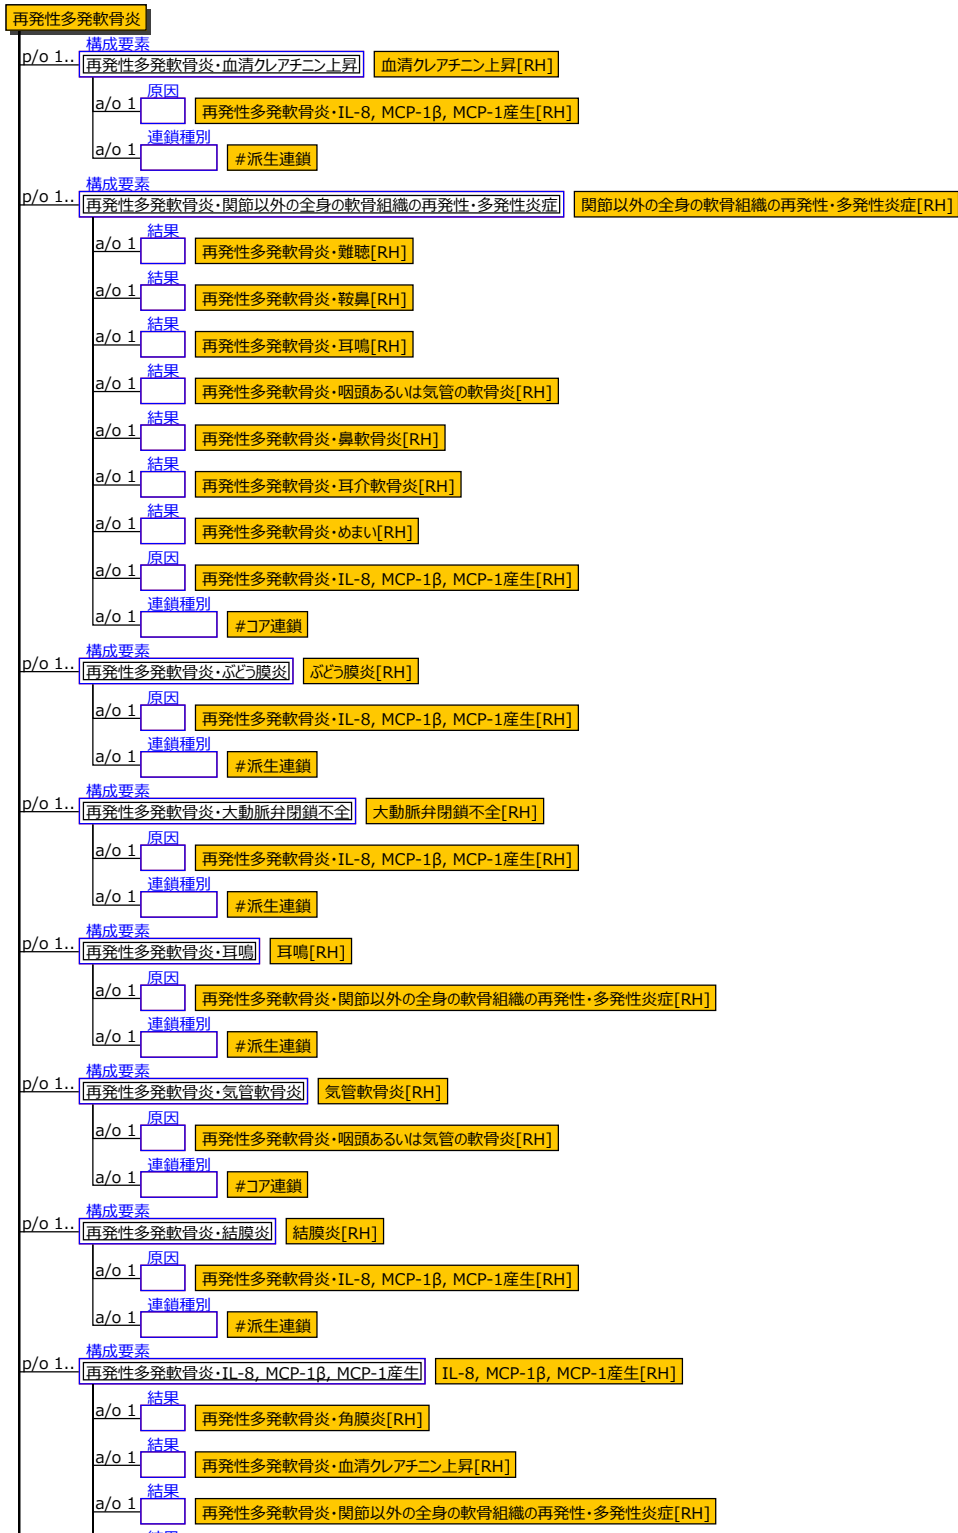 再発性多発軟骨炎
構成要素
p/o 1.. 再発性多発軟骨炎・血清クレアチニン上昇 血清クレアチニン上昇[RH]
原因
a/o 1 再発性多発軟骨炎・IL-8, MCP-1β, MCP-1産生[RH]
連鎖種別
a/o 1 #派生連鎖
構成要素
p/o 1.. 再発性多発軟骨炎・関節以外の全身の軟骨組織の再発性・多発性炎症 関節以外の全身の軟骨組織の再発性・多発性炎症[RH]
結果
a/o 1 再発性多発軟骨炎・難聴[RH]
結果
a/o 1 再発性多発軟骨炎・鞍鼻[RH]
結果
a/o 1 再発性多発軟骨炎・耳鳴[RH]
結果
a/o 1 再発性多発軟骨炎・咽頭あるいは気管の軟骨炎[RH]
結果
a/o 1 再発性多発軟骨炎・鼻軟骨炎[RH]
結果
a/o 1 再発性多発軟骨炎・耳介軟骨炎[RH]
結果
a/o 1 再発性多発軟骨炎・めまい[RH]
原因
a/o 1 再発性多発軟骨炎・IL-8, MCP-1β, MCP-1産生[RH]
連鎖種別
a/o 1 #コア連鎖
構成要素
p/o 1.. 再発性多発軟骨炎・ぶどう膜炎 ぶどう膜炎[RH]
原因
a/o 1 再発性多発軟骨炎・IL-8, MCP-1β, MCP-1産生[RH]
連鎖種別
a/o 1 #派生連鎖
構成要素
p/o 1.. 再発性多発軟骨炎・大動脈弁閉鎖不全 大動脈弁閉鎖不全[RH]
原因
a/o 1 再発性多発軟骨炎・IL-8, MCP-1β, MCP-1産生[RH]
連鎖種別
a/o 1 #派生連鎖
構成要素
p/o 1.. 再発性多発軟骨炎・耳鳴 耳鳴[RH]
原因
a/o 1 再発性多発軟骨炎・関節以外の全身の軟骨組織の再発性・多発性炎症[RH]
連鎖種別
a/o 1 #派生連鎖
構成要素
p/o 1.. 再発性多発軟骨炎・気管軟骨炎 気管軟骨炎[RH]
原因
a/o 1 再発性多発軟骨炎・咽頭あるいは気管の軟骨炎[RH]
連鎖種別
a/o 1 #コア連鎖
構成要素
p/o 1.. 再発性多発軟骨炎・結膜炎 結膜炎[RH]
原因
a/o 1 再発性多発軟骨炎・IL-8, MCP-1β, MCP-1産生[RH]
連鎖種別
a/o 1 #派生連鎖
構成要素
p/o 1.. 再発性多発軟骨炎・IL-8, MCP-1β, MCP-1産生 IL-8, MCP-1β, MCP-1産生[RH]
結果
a/o 1 再発性多発軟骨炎・角膜炎[RH]
結果
a/o 1 再発性多発軟骨炎・血清クレアチニン上昇[RH]
結果
a/o 1 再発性多発軟骨炎・関節以外の全身の軟骨組織の再発性・多発性炎症[RH]